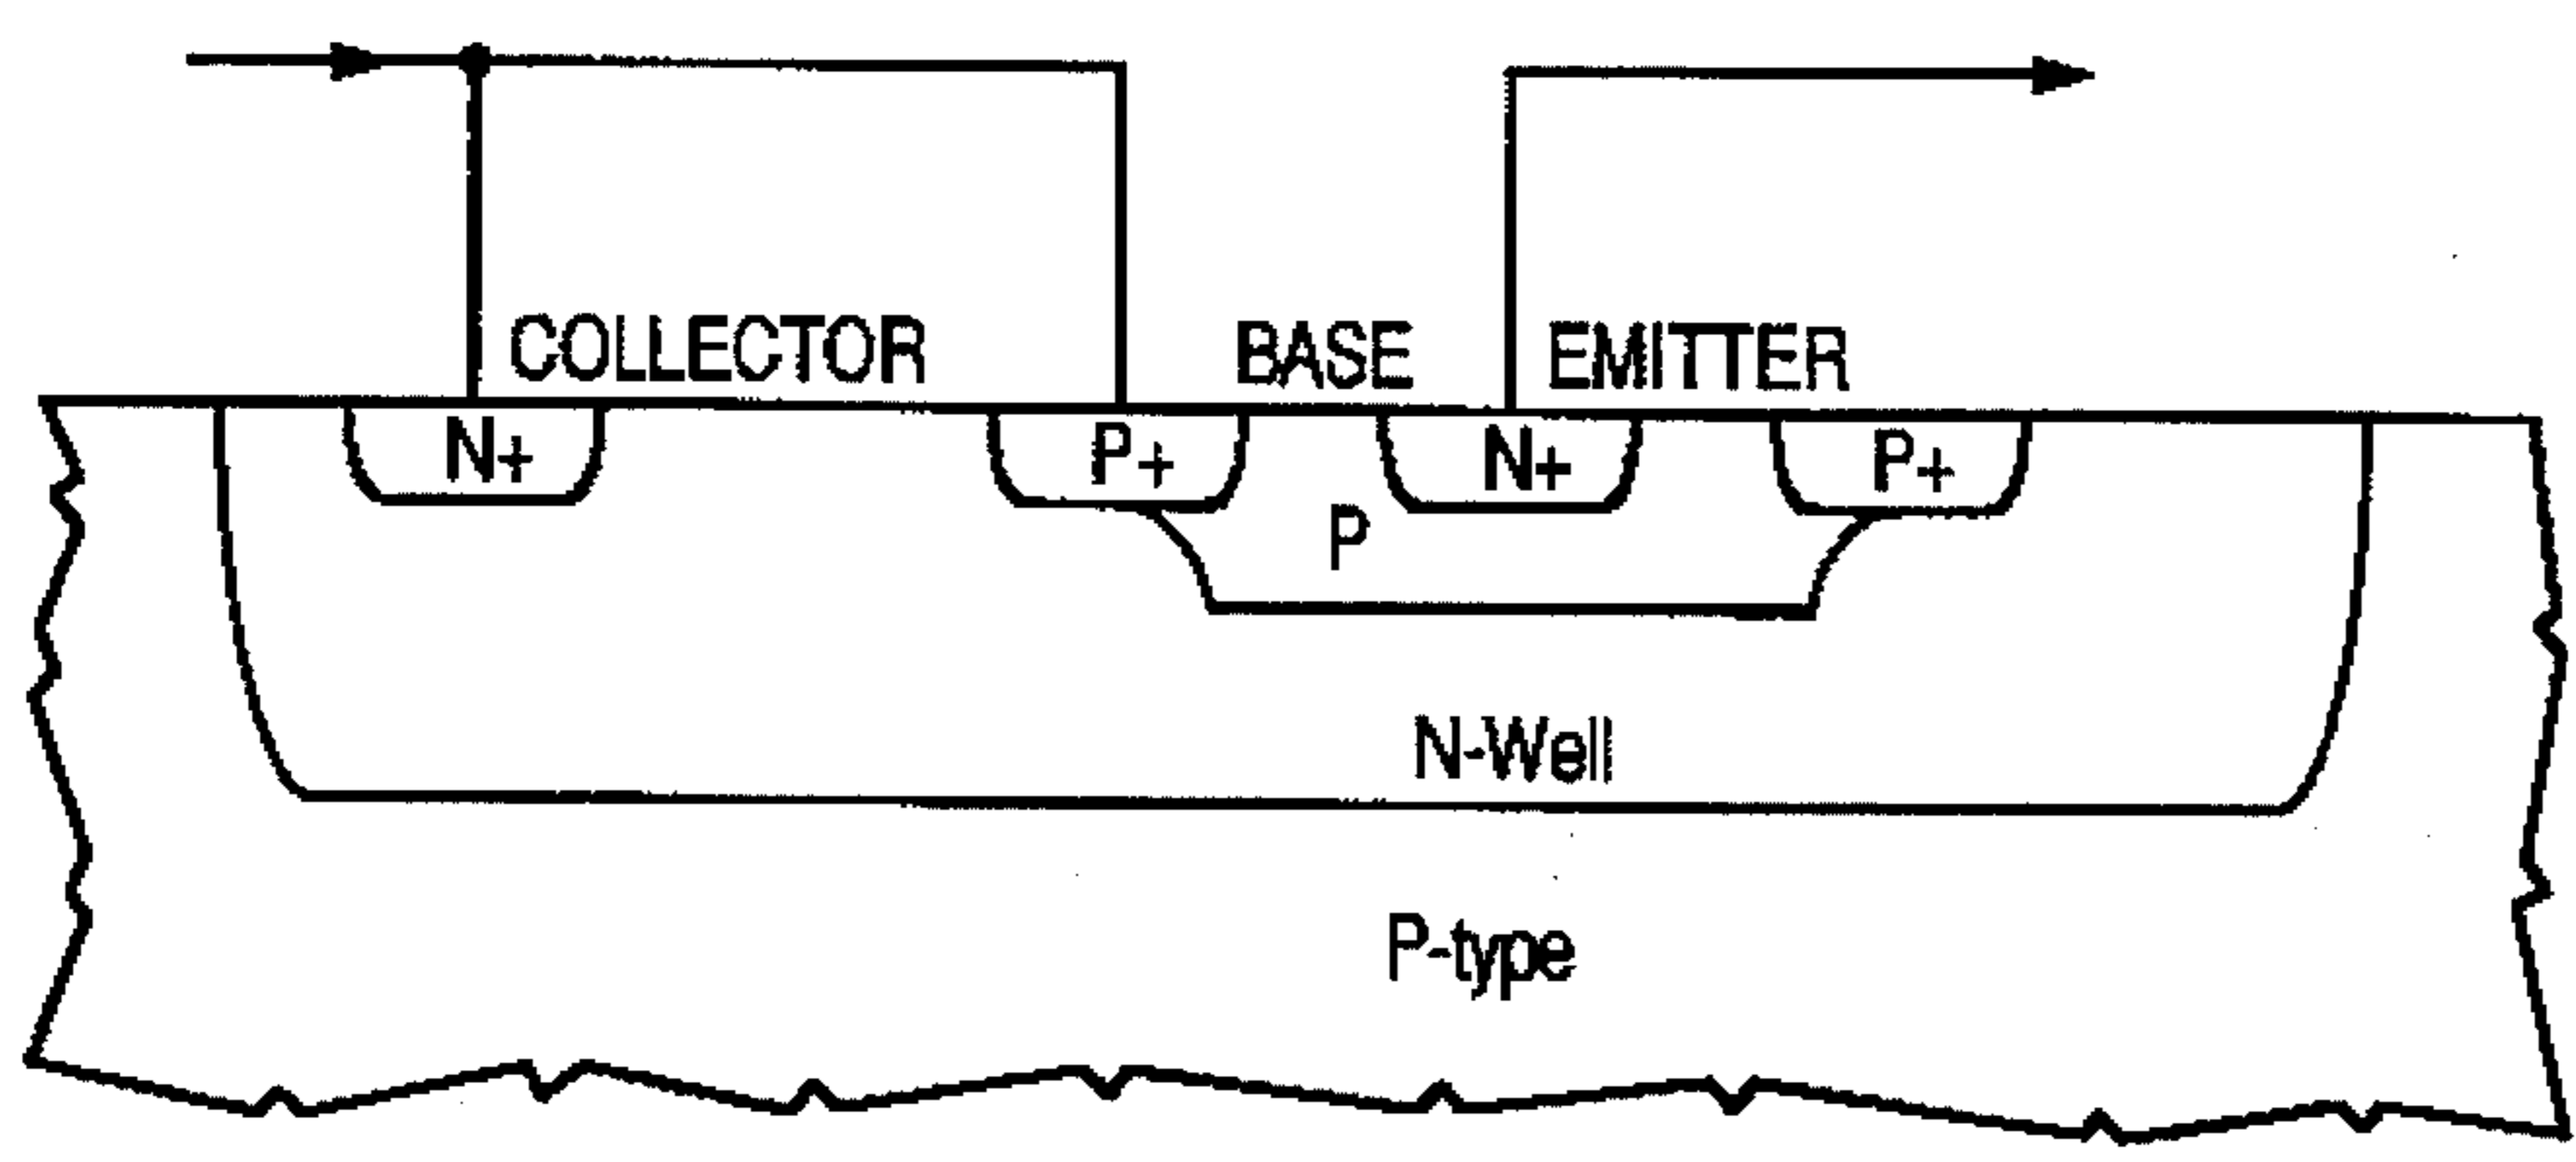 COLLECTOR BASE EMITTER
N+ P+ N+ P+
P
N-Well
P-type